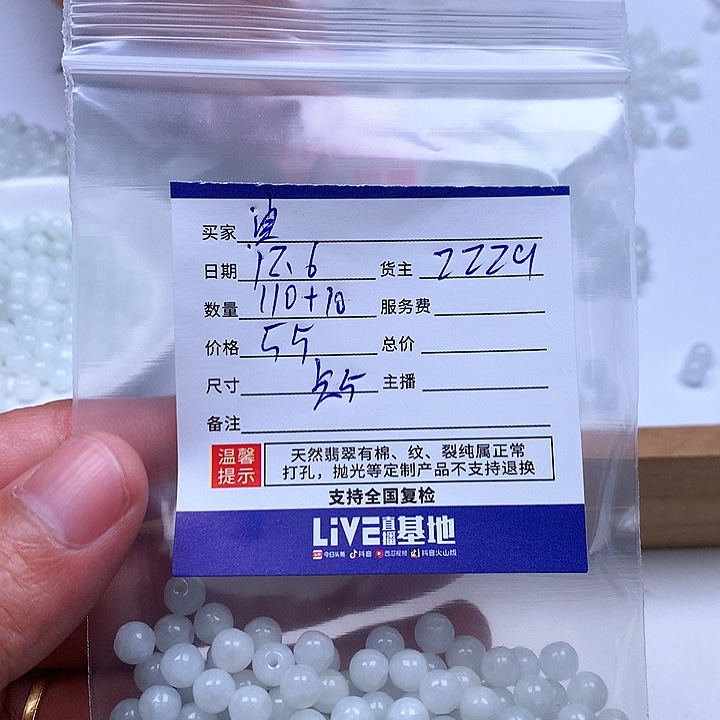 买家
日期 12.6 货主 2229
数量 110+10 服务费
价格 55 总价
尺寸 5.5 主播
备注
温馨提示
天然翡翠有棉、纹、裂纯属正常
打孔，抛光等定制产品不支持退换
支持全国复检
LiVE直播基地
今日头条 抖音 西瓜视频 抖音火山版